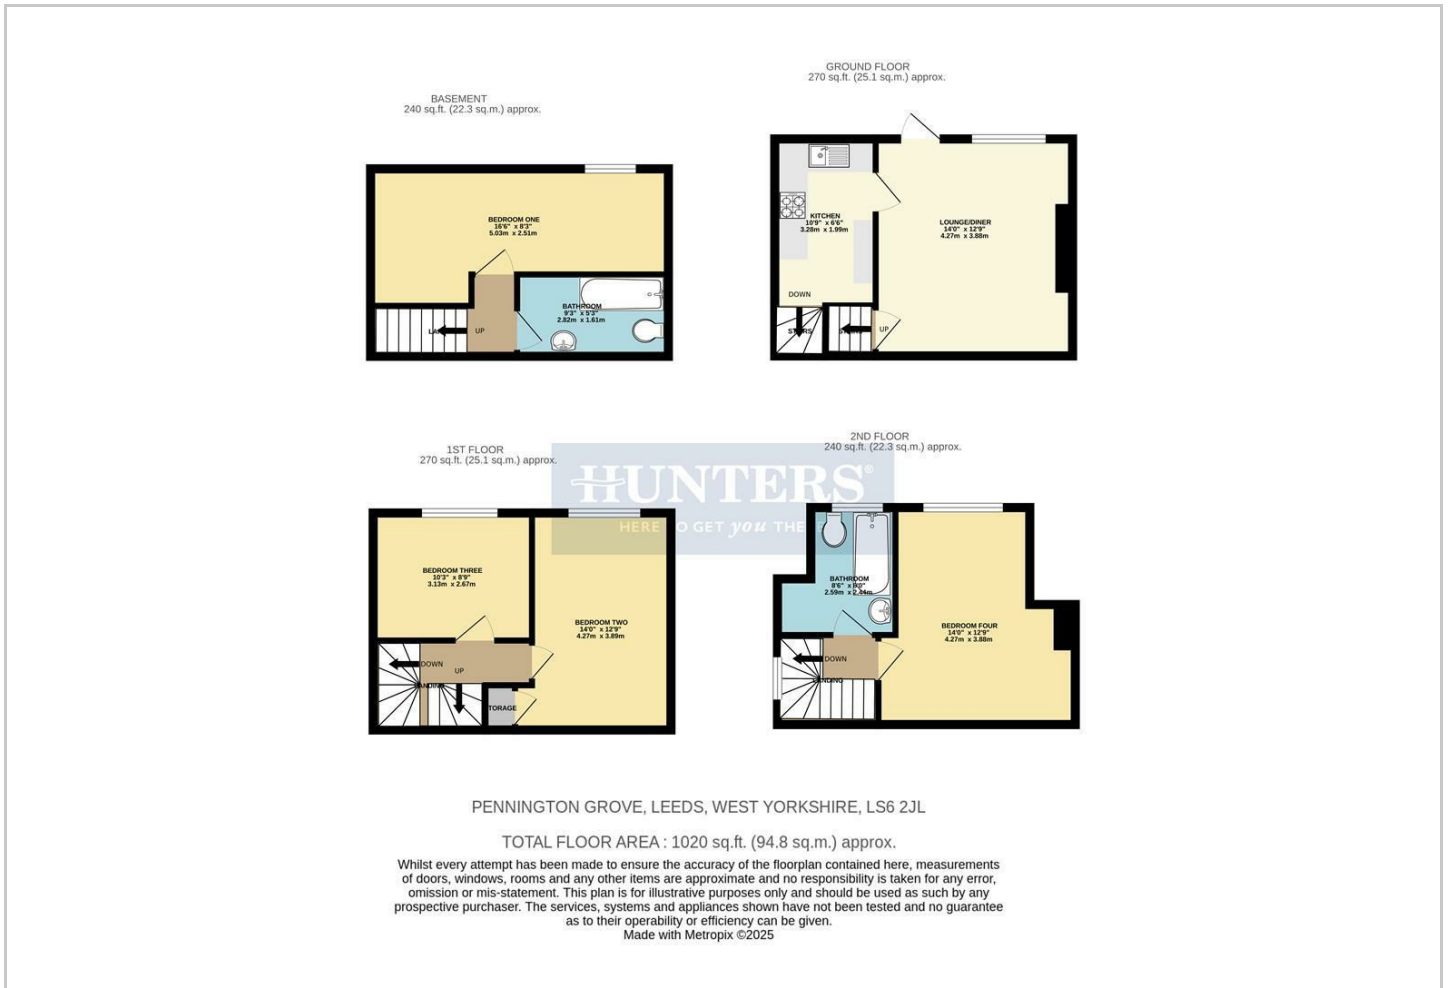 BASEMENT
240 sq.ft. (22.3 sq.m.) approx.
BEDROOM ONE
16'6" x 8'3"
5.03m x 2.51m
BATHROOM
9'3" x 5'3"
2.82m x 1.61m
UP
GROUND FLOOR
270 sq.ft. (25.1 sq.m.) approx.
KITCHEN
10'9" x 6'6"
3.28m x 1.99m
LOUNGE/DINER
14'0" x 12'9"
4.27m x 3.88m
DOWN
UP
1ST FLOOR
270 sq.ft. (25.1 sq.m.) approx.
BEDROOM THREE
10'3" x 8'9"
3.13m x 2.67m
BEDROOM TWO
14'0" x 12'9"
4.27m x 3.89m
DOWN
UP
TORAGE
2ND FLOOR
240 sq.ft. (22.3 sq.m.) approx.
HUNTERS®
HERE TO GET you THE
BATHROOM
8'6" x 8'0"
2.59m x 2.44m
BEDROOM FOUR
14'0" x 12'9"
4.27m x 3.88m
DOWN
LANDING
PENNINGTON GROVE, LEEDS, WEST YORKSHIRE, LS6 2JL
TOTAL FLOOR AREA : 1020 sq.ft. (94.8 sq.m.) approx.
Whilst every attempt has been made to ensure the accuracy of the floorplan contained here, measurements
of doors, windows, rooms and any other items are approximate and no responsibility is taken for any error,
omission or mis-statement. This plan is for illustrative purposes only and should be used as such by any
prospective purchaser. The services, systems and appliances shown have not been tested and no guarantee
as to their operability or efficiency can be given.
Made with Metropix ©2025